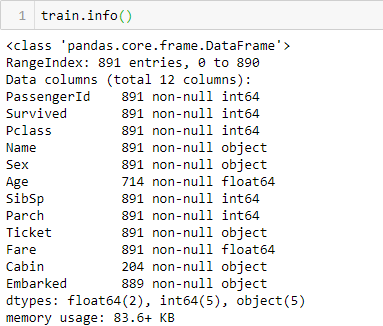 1 train.info()
<class 'pandas.core.frame.DataFrame'>
RangeIndex: 891 entries, 0 to 890
Data columns (total 12 columns):
PassengerId    891 non-null int64
Survived       891 non-null int64
Pclass         891 non-null int64
Name           891 non-null object
Sex            891 non-null object
Age            714 non-null float64
SibSp          891 non-null int64
Parch          891 non-null int64
Ticket         891 non-null object
Fare           891 non-null float64
Cabin          204 non-null object
Embarked       889 non-null object
dtypes: float64(2), int64(5), object(5)
memory usage: 83.6+ KB